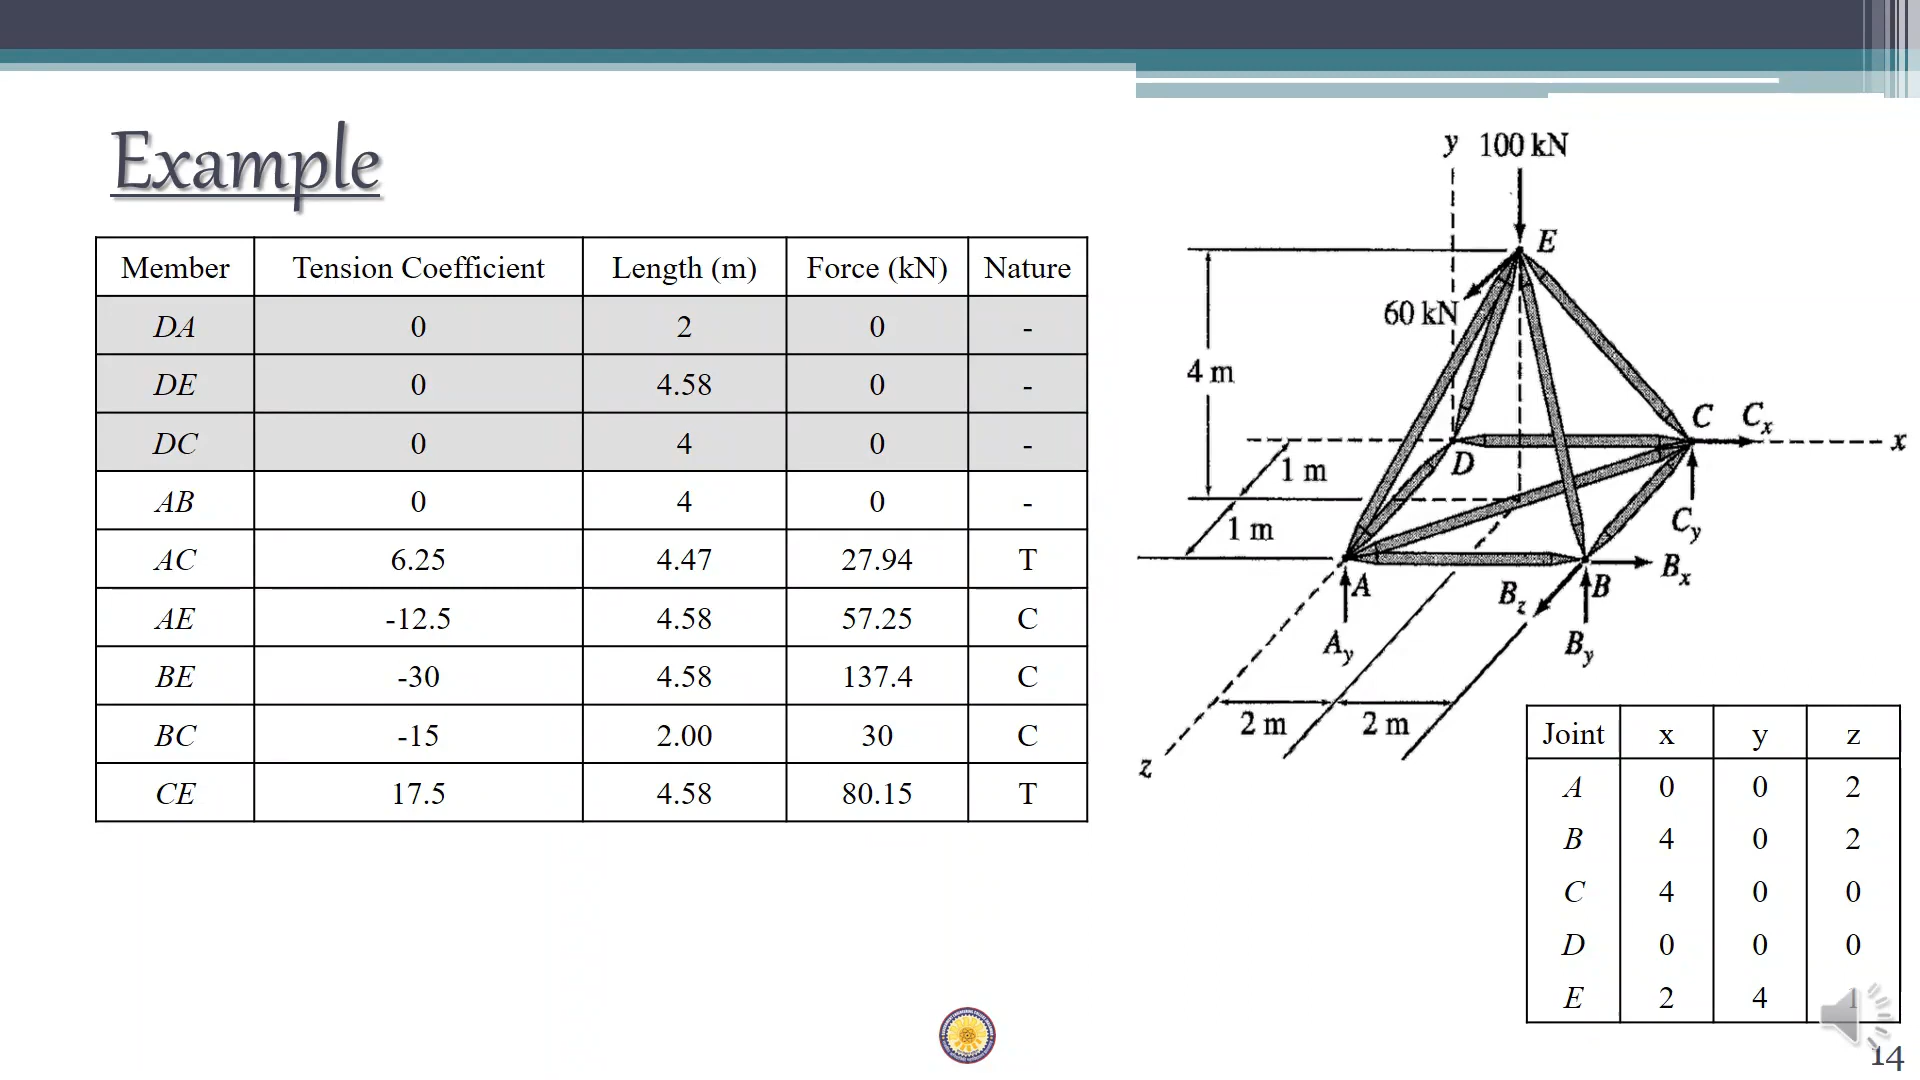 Example
Member Tension Coefficient Length (m) Force (kN) Nature
DA 0 2 0 -
DE 0 4.58 0 -
DC 0 4 0 -
AB 0 4 0 -
AC 6.25 4.47 27.94 T
AE -12.5 4.58 57.25 C
BE -30 4.58 137.4 C
BC -15 2.00 30 C
CE 17.5 4.58 80.15 T
y 100 kN
E
60 kN
4 m
C Cx
x
D
1 m
Cy
1 m
Bx
A Bz B
Ay By
2 m 2 m
z
Joint x y z
A 0 0 2
B 4 0 2
C 4 0 0
D 0 0 0
E 2 4 1
14